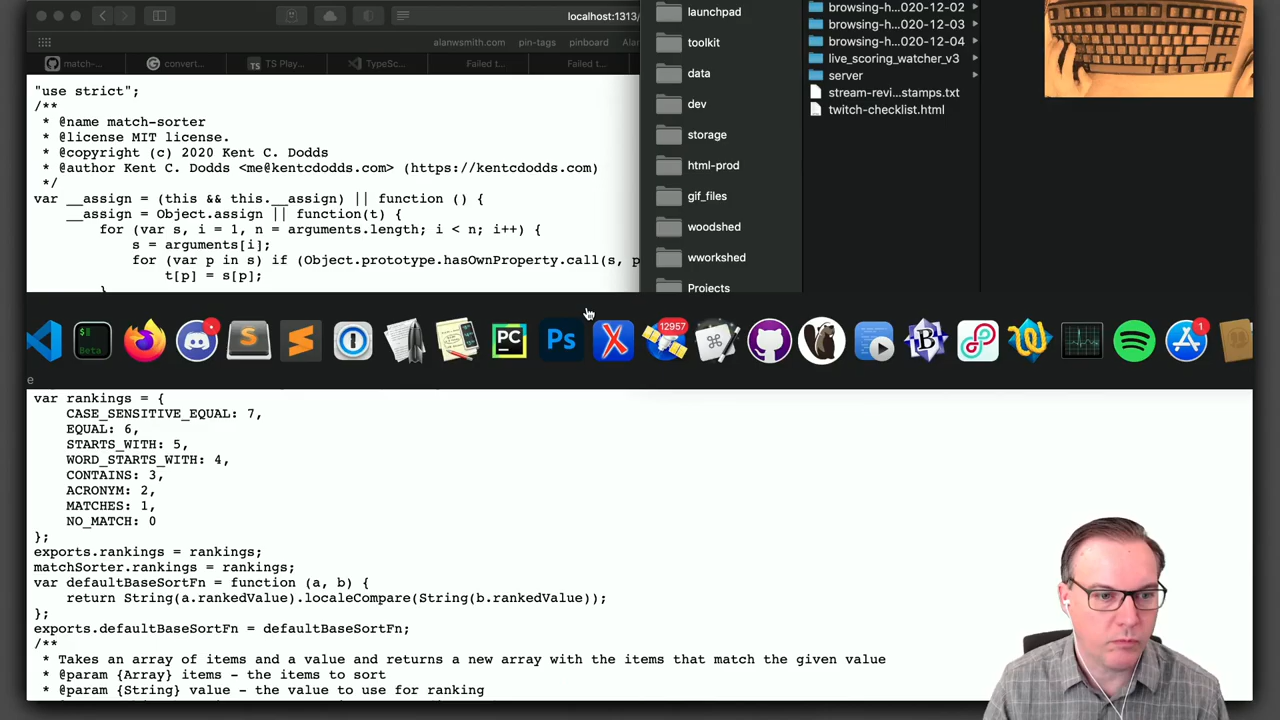 localhost:1313/
alanwsmith.com pin-tags pinboard Alan
match- convert... TS Play... TypeSc... Failed t... Failed t...
"use strict";
/**
* @name match-sorter
* @license MIT license.
* @copyright (c) 2020 Kent C. Dodds
* @author Kent C. Dodds <me@kentcdodds.com> (https://kentcdodds.com)
*/
var __assign = (this && this.__assign) || function () {
__assign = Object.assign || function(t) {
for (var s, i = 1, n = arguments.length; i < n; i++) {
s = arguments[i];
for (var p in s) if (Object.prototype.hasOwnProperty.call(s, p
t[p] = s[p];
}
launchpad
toolkit
data
dev
storage
html-prod
gif_files
woodshed
wworkshed
Projects
browsing-h...020-12-02
browsing-h...020-12-03
browsing-h...020-12-04
live_scoring_watcher_v3
server
stream-revi...stamps.txt
twitch-checklist.html
$
Beta
S
PC
Ps
X
12957
B
1
e
var rankings = {
CASE_SENSITIVE_EQUAL: 7,
EQUAL: 6,
STARTS_WITH: 5,
WORD_STARTS_WITH: 4,
CONTAINS: 3,
ACRONYM: 2,
MATCHES: 1,
NO_MATCH: 0
};
exports.rankings = rankings;
matchSorter.rankings = rankings;
var defaultBaseSortFn = function (a, b) {
return String(a.rankedValue).localeCompare(String(b.rankedValue));
};
exports.defaultBaseSortFn = defaultBaseSortFn;
/**
* Takes an array of items and a value and returns a new array with the items that match the given value
* @param {Array} items - the items to sort
* @param {String} value - the value to use for ranking